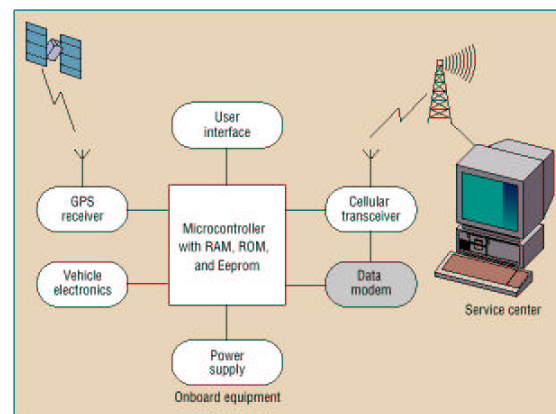 User
interface
GPS
receiver
Microcontroller
with RAM, ROM,
and Eeprom
Cellular
transceiver
Vehicle
electronics
Data
modem
Service center
Power
supply
Onboard equipment